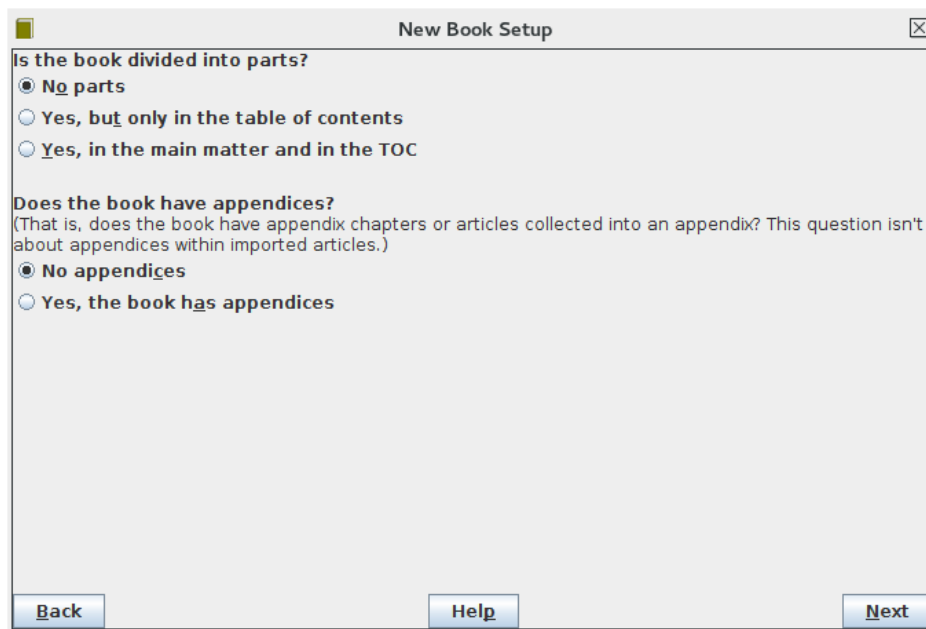 New Book Setup
Is the book divided into parts?
No parts
Yes, but only in the table of contents
Yes, in the main matter and in the TOC
Does the book have appendices?
(That is, does the book have appendix chapters or articles collected into an appendix? This question isn't
about appendices within imported articles.)
No appendices
Yes, the book has appendices
Back Help Next